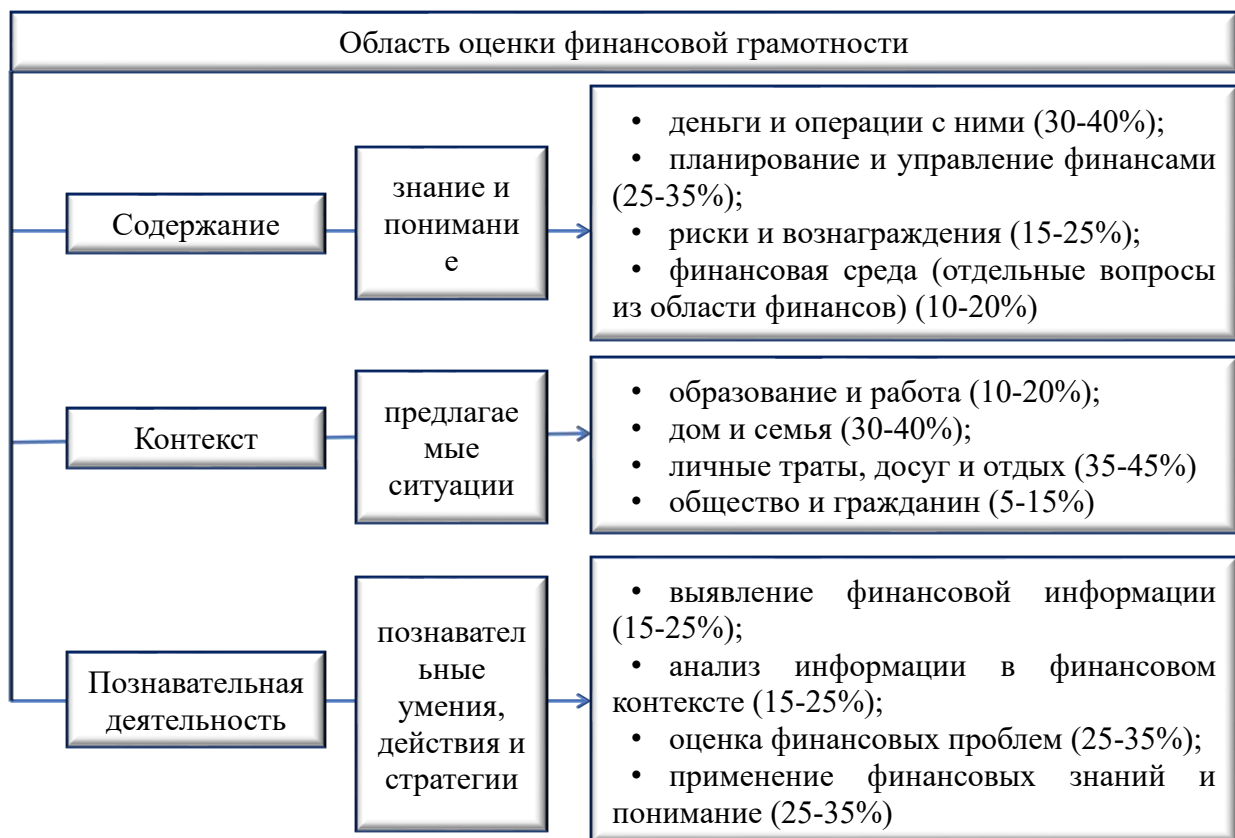 Область оценки финансовой грамотности
Содержание
знание и
понимани
е
• деньги и операции с ними (30-40%);
• планирование и управление финансами
(25-35%);
• риски и вознаграждения (15-25%);
• финансовая среда (отдельные вопросы
из области финансов) (10-20%)
Контекст
предлагае
мые
ситуации
• образование и работа (10-20%);
• дом и семья (30-40%);
• личные траты, досуг и отдых (35-45%)
• общество и гражданин (5-15%)
Познавательная
деятельность
познавател
ьные
умения,
действия и
стратегии
• выявление финансовой информации
(15-25%);
• анализ информации в финансовом
контексте (15-25%);
• оценка финансовых проблем (25-35%);
• применение финансовых знаний и
понимание (25-35%)